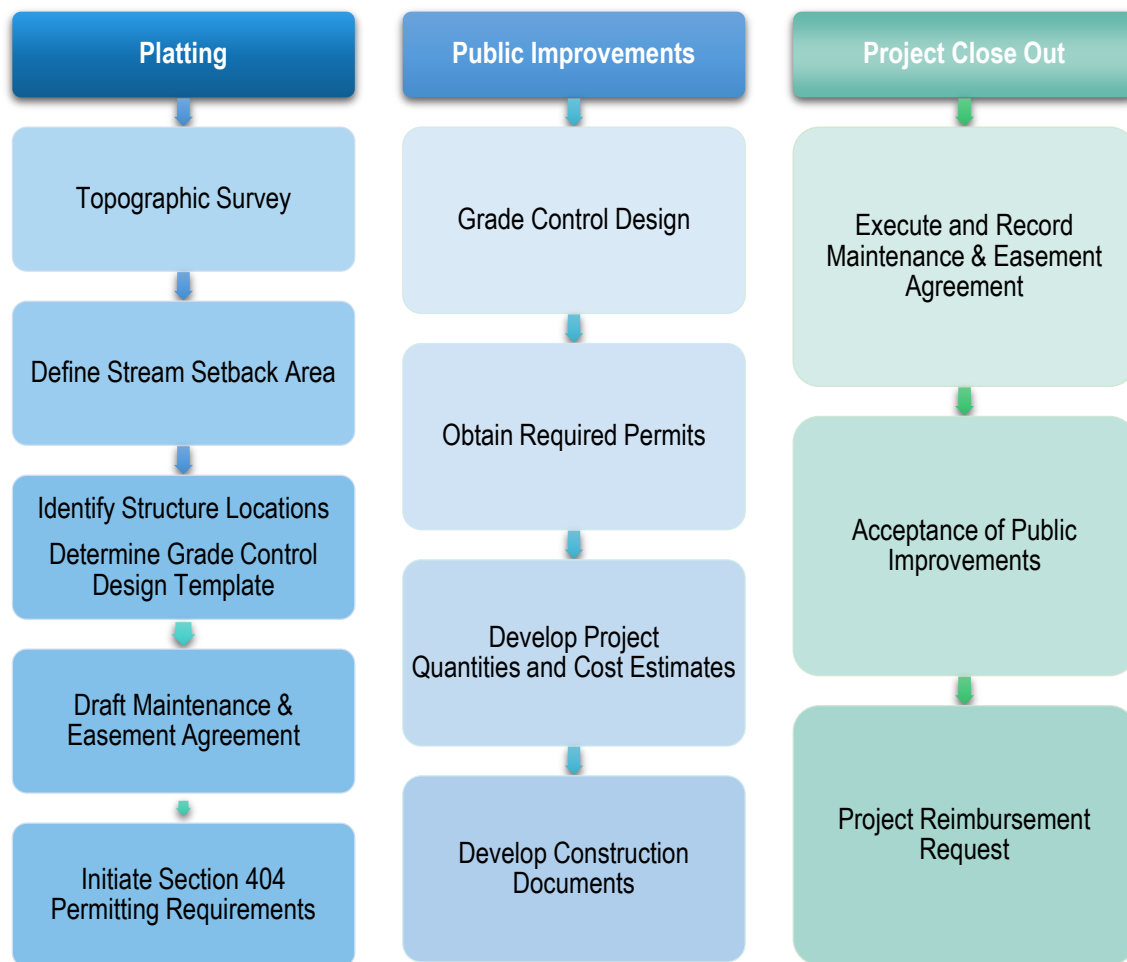 Platting
Topographic Survey
Define Stream Setback Area
Identify Structure Locations
Determine Grade Control
Design Template
Draft Maintenance &
Easement Agreement
Initiate Section 404
Permitting Requirements
Public Improvements
Grade Control Design
Obtain Required Permits
Develop Project
Quantities and Cost Estimates
Develop Construction
Documents
Project Close Out
Execute and Record
Maintenance & Easement
Agreement
Acceptance of Public
Improvements
Project Reimbursement
Request